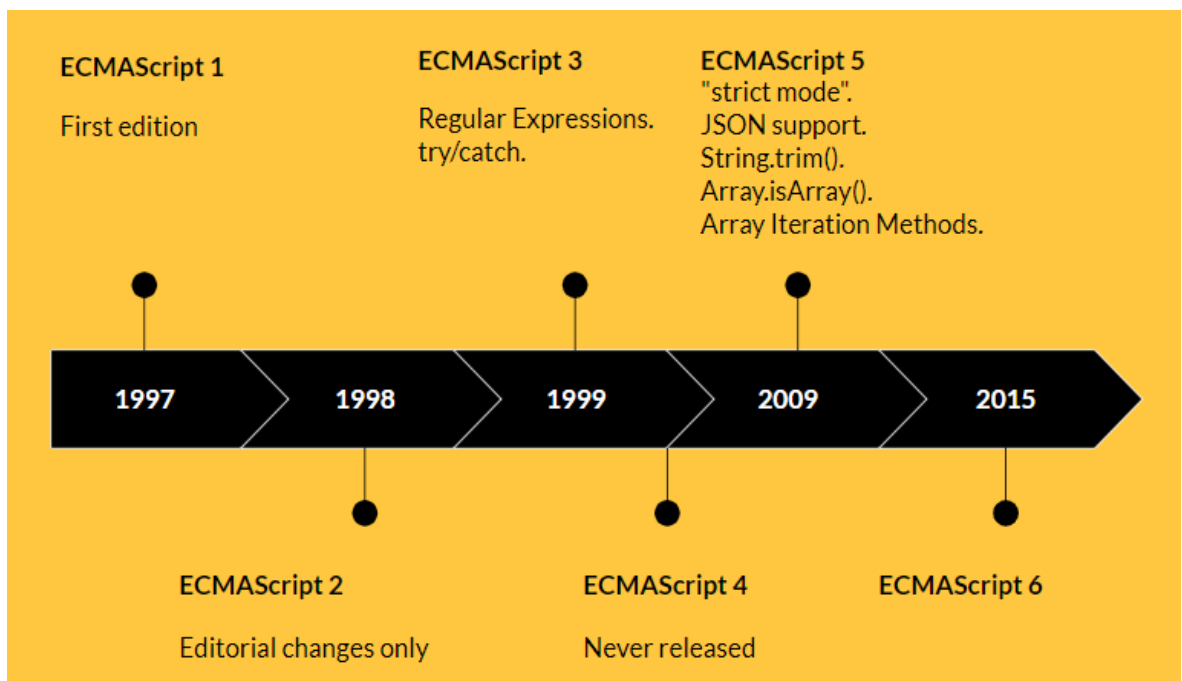 ECMAScript 1
First edition
ECMAScript 3
Regular Expressions.
try/catch.
ECMAScript 5
"strict mode".
JSON support.
String.trim().
Array.isArray().
Array Iteration Methods.
1997
1998
1999
2009
2015
ECMAScript 2
Editorial changes only
ECMAScript 4
Never released
ECMAScript 6